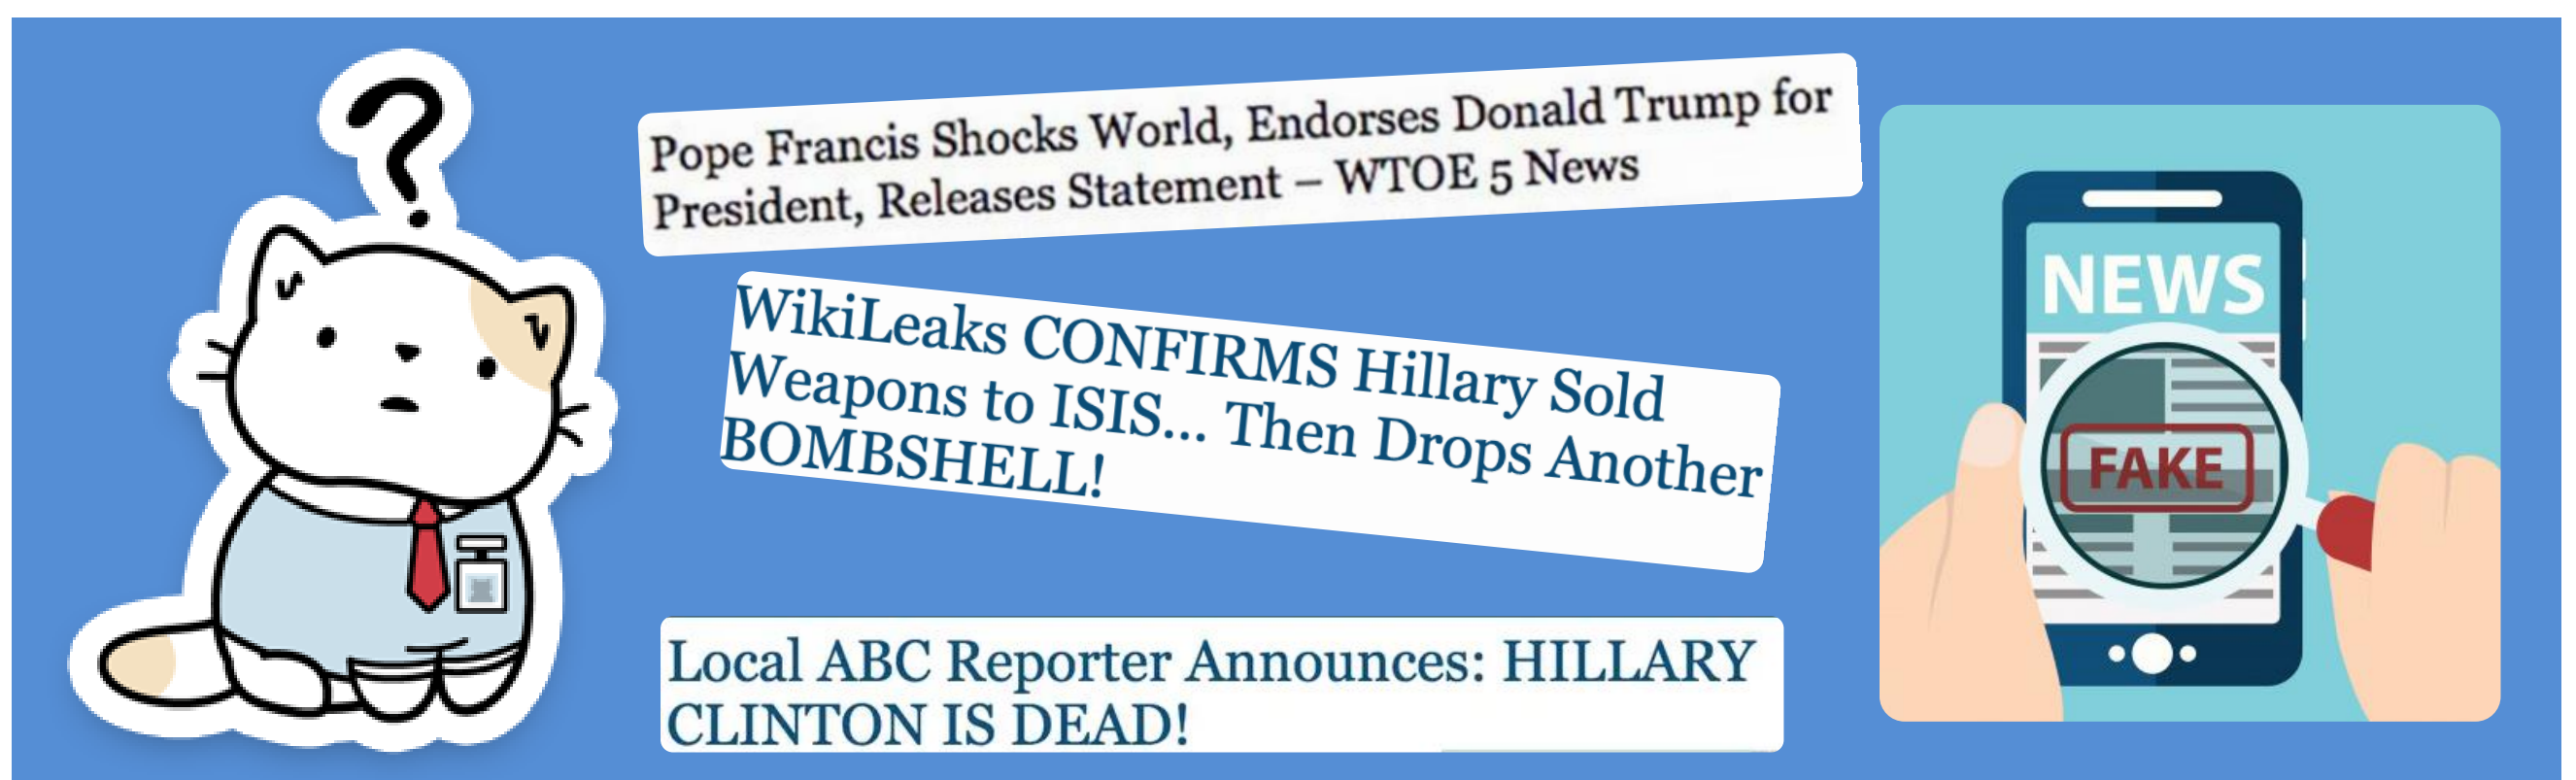 ?
Pope Francis Shocks World, Endorses Donald Trump for
President, Releases Statement – WTOE 5 News
WikiLeaks CONFIRMS Hillary Sold
Weapons to ISIS... Then Drops Another
BOMBSHELL!
Local ABC Reporter Announces: HILLARY
CLINTON IS DEAD!
NEWS
FAKE